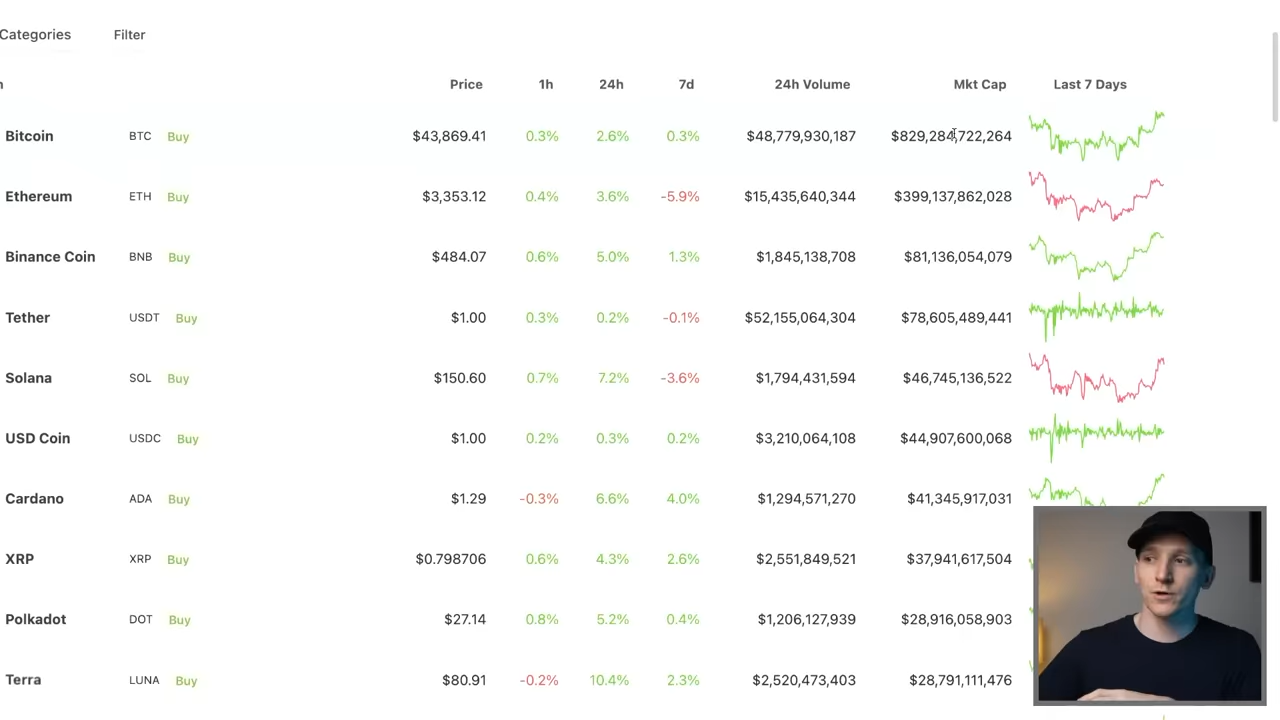 Categories Filter
Price 1h 24h 7d 24h Volume Mkt Cap Last 7 Days
Bitcoin BTC Buy $43,869.41 0.3% 2.6% 0.3% $48,779,930,187 $829,284,722,264
Ethereum ETH Buy $3,353.12 0.4% 3.6% -5.9% $15,435,640,344 $399,137,862,028
Binance Coin BNB Buy $484.07 0.6% 5.0% 1.3% $1,845,138,708 $81,136,054,079
Tether USDT Buy $1.00 0.3% 0.2% -0.1% $52,155,064,304 $78,605,489,441
Solana SOL Buy $150.60 0.7% 7.2% -3.6% $1,794,431,594 $46,745,136,522
USD Coin USDC Buy $1.00 0.2% 0.3% 0.2% $3,210,064,108 $44,907,600,068
Cardano ADA Buy $1.29 -0.3% 6.6% 4.0% $1,294,571,270 $41,345,917,031
XRP XRP Buy $0.798706 0.6% 4.3% 2.6% $2,551,849,521 $37,941,617,504
Polkadot DOT Buy $27.14 0.8% 5.2% 0.4% $1,206,127,939 $28,916,058,903
Terra LUNA Buy $80.91 -0.2% 10.4% 2.3% $2,520,473,403 $28,791,111,476